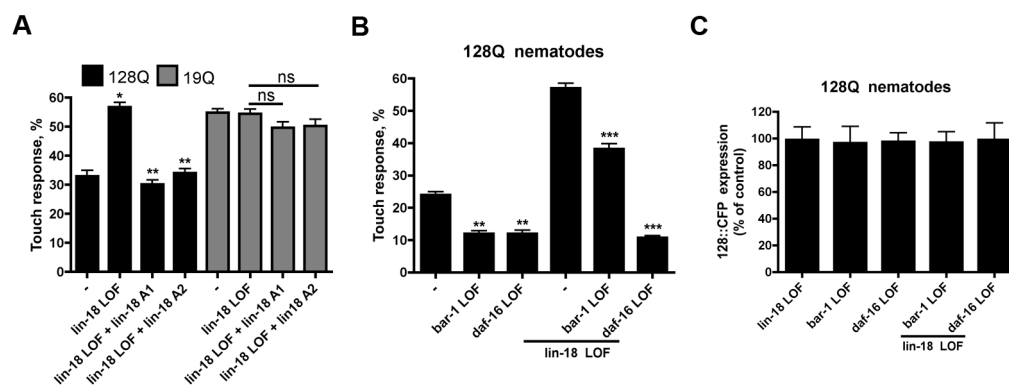 A
128Q 19Q
ns
ns
Touch response, %
60
50
40
30
20
10
0
*
**
**
-
lin-18 LOF
lin-18 LOF + lin-18 A1
lin-18 LOF + lin-18 A2
-
lin-18 LOF
lin-18 LOF + lin-18 A1
lin-18 LOF + lin18 A2
B
128Q nematodes
Touch response, %
60
50
40
30
20
10
0
**
**
***
***
-
bar-1 LOF
daf-16 LOF
-
bar-1 LOF
daf-16 LOF
lin-18 LOF
C
128Q nematodes
128::CFP expression
(% of control)
120
100
80
60
40
20
0
lin-18 LOF
bar-1 LOF
daf-16 LOF
bar-1 LOF
daf-16 LOF
lin-18 LOF